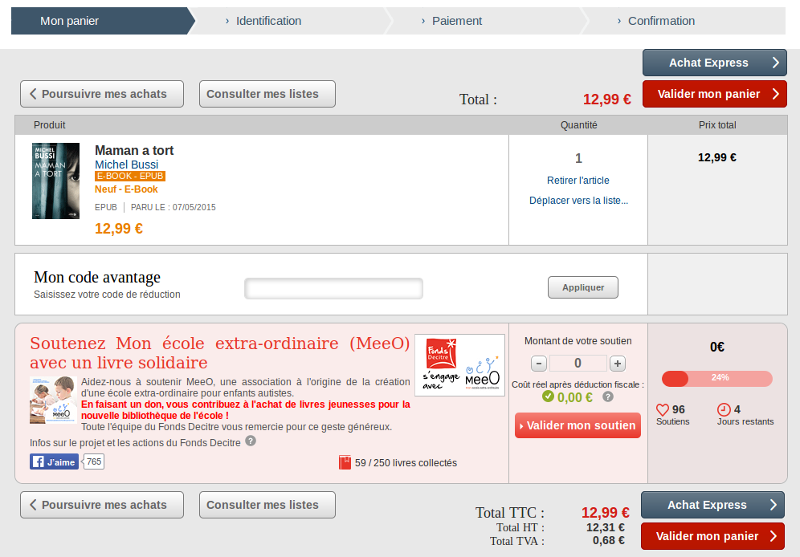 Mon panier
› Identification
› Paiement
› Confirmation
Achat Express
Poursuivre mes achats
Consulter mes listes
Total :
12,99 €
Valider mon panier
Produit
Quantité
Prix total
MICHEL
BUSSI
MAMAN
A TORT
Maman a tort
Michel Bussi
E-BOOK - EPUB
Neuf - E-Book
EPUB | PARU LE : 07/05/2015
12,99 €
1
Retirer l'article
Déplacer vers la liste...
12,99 €
Mon code avantage
Saisissez votre code de réduction
Appliquer
Soutenez Mon école extra-ordinaire (MeeO)
avec un livre solidaire
Fonds
Decitre
s'engage
avec
MeeO
MeeO
Aidez-nous à soutenir MeeO, une association à l'origine de la création
d'une école extra-ordinaire pour enfants autistes.
En faisant un don, vous contribuez à l'achat de livres jeunesses pour la
nouvelle bibliothèque de l'école !
Toute l'équipe du Fonds Decitre vous remercie pour ce geste généreux.
Infos sur le projet et les actions du Fonds Decitre ?
J'aime
765
59 / 250 livres collectés
Montant de votre soutien
- 0 +
Coût réel après déduction fiscale :
0,00 € ?
Valider mon soutien
0€
24%
96
Soutiens
4
Jours restants
Poursuivre mes achats
Consulter mes listes
Total TTC :
12,99 €
Total HT :
12,31 €
Total TVA :
0,68 €
Achat Express
Valider mon panier